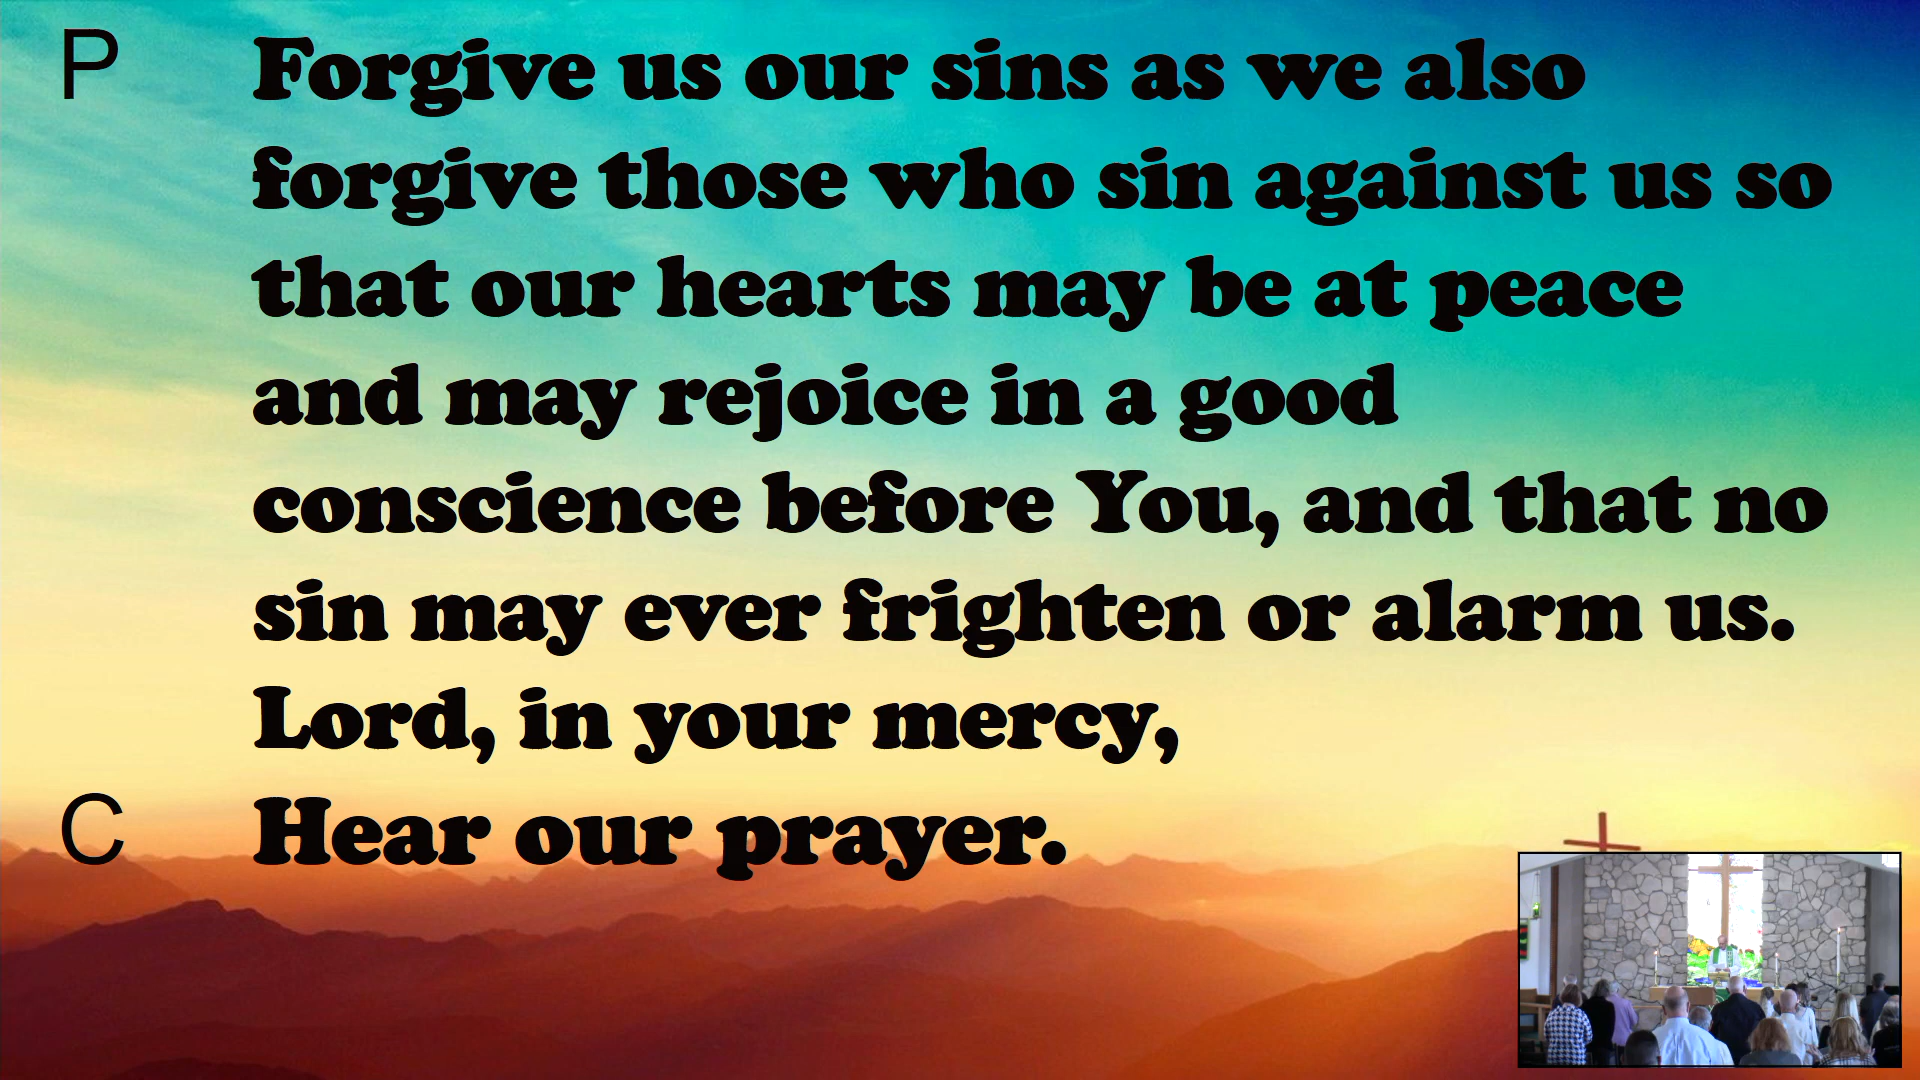 P Forgive us our sins as we also
forgive those who sin against us so
that our hearts may be at peace
and may rejoice in a good
conscience before You, and that no
sin may ever frighten or alarm us.
Lord, in your mercy,
C Hear our prayer.